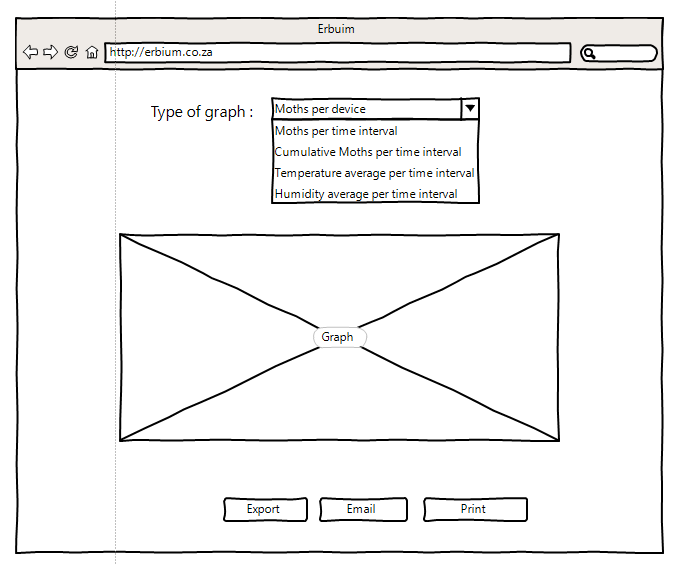 Erbuim
http://erbium.co.za
Type of graph :
Moths per device
Moths per time interval
Cumulative Moths per time interval
Temperature average per time interval
Humidity average per time interval
Graph
Export Email Print